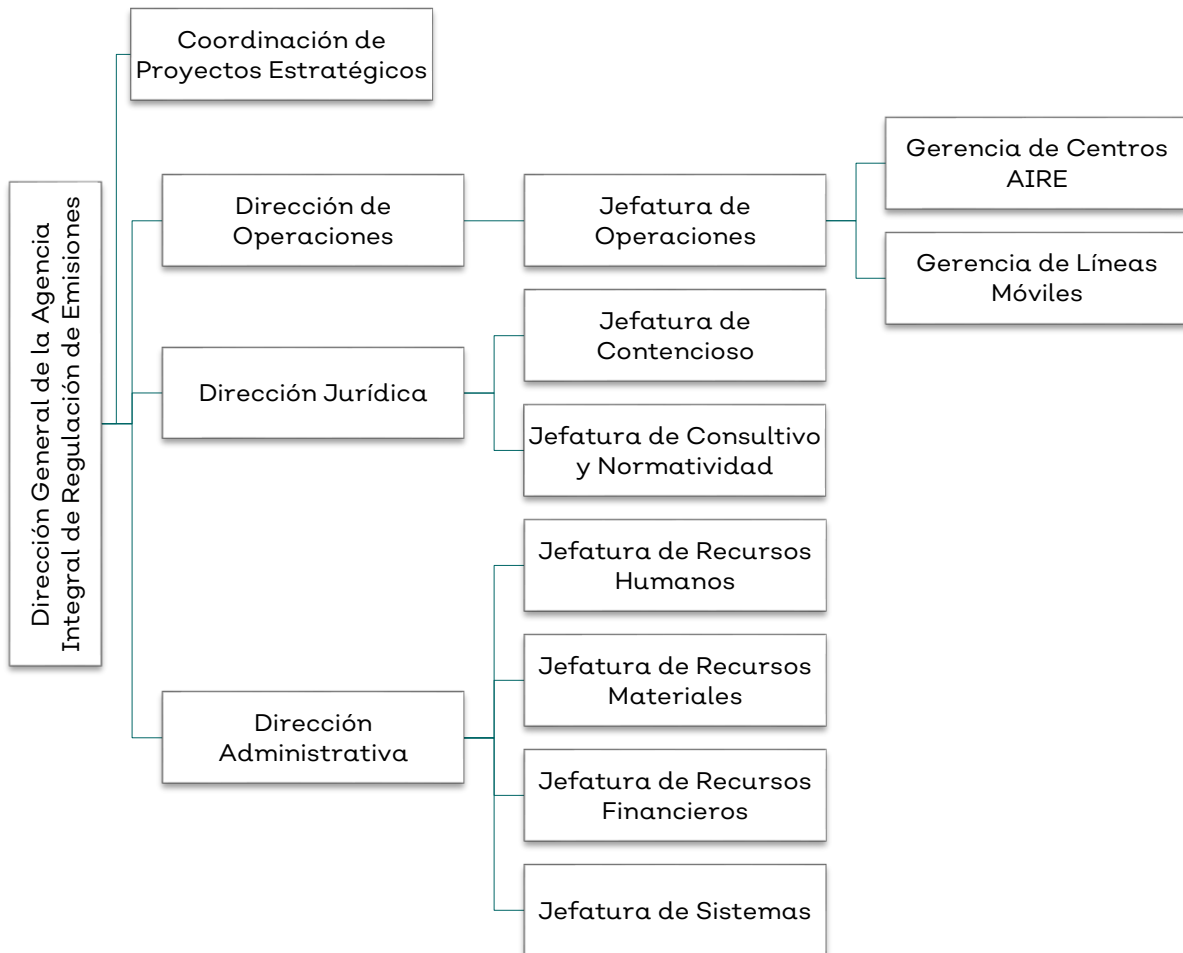 Dirección General de la Agencia
Integral de Regulación de Emisiones
Coordinación de
Proyectos Estratégicos
Dirección de
Operaciones
Jefatura de
Operaciones
Gerencia de Centros
AIRE
Gerencia de Líneas
Móviles
Dirección Jurídica
Jefatura de
Contencioso
Jefatura de Consultivo
y Normatividad
Dirección
Administrativa
Jefatura de Recursos
Humanos
Jefatura de Recursos
Materiales
Jefatura de Recursos
Financieros
Jefatura de Sistemas